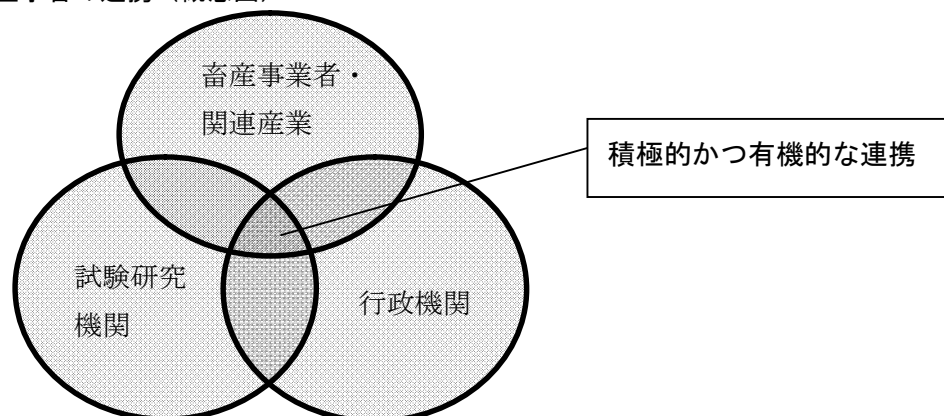 畜産事業者・
関連産業
積極的かつ有機的な連携
試験研究
機関
行政機関